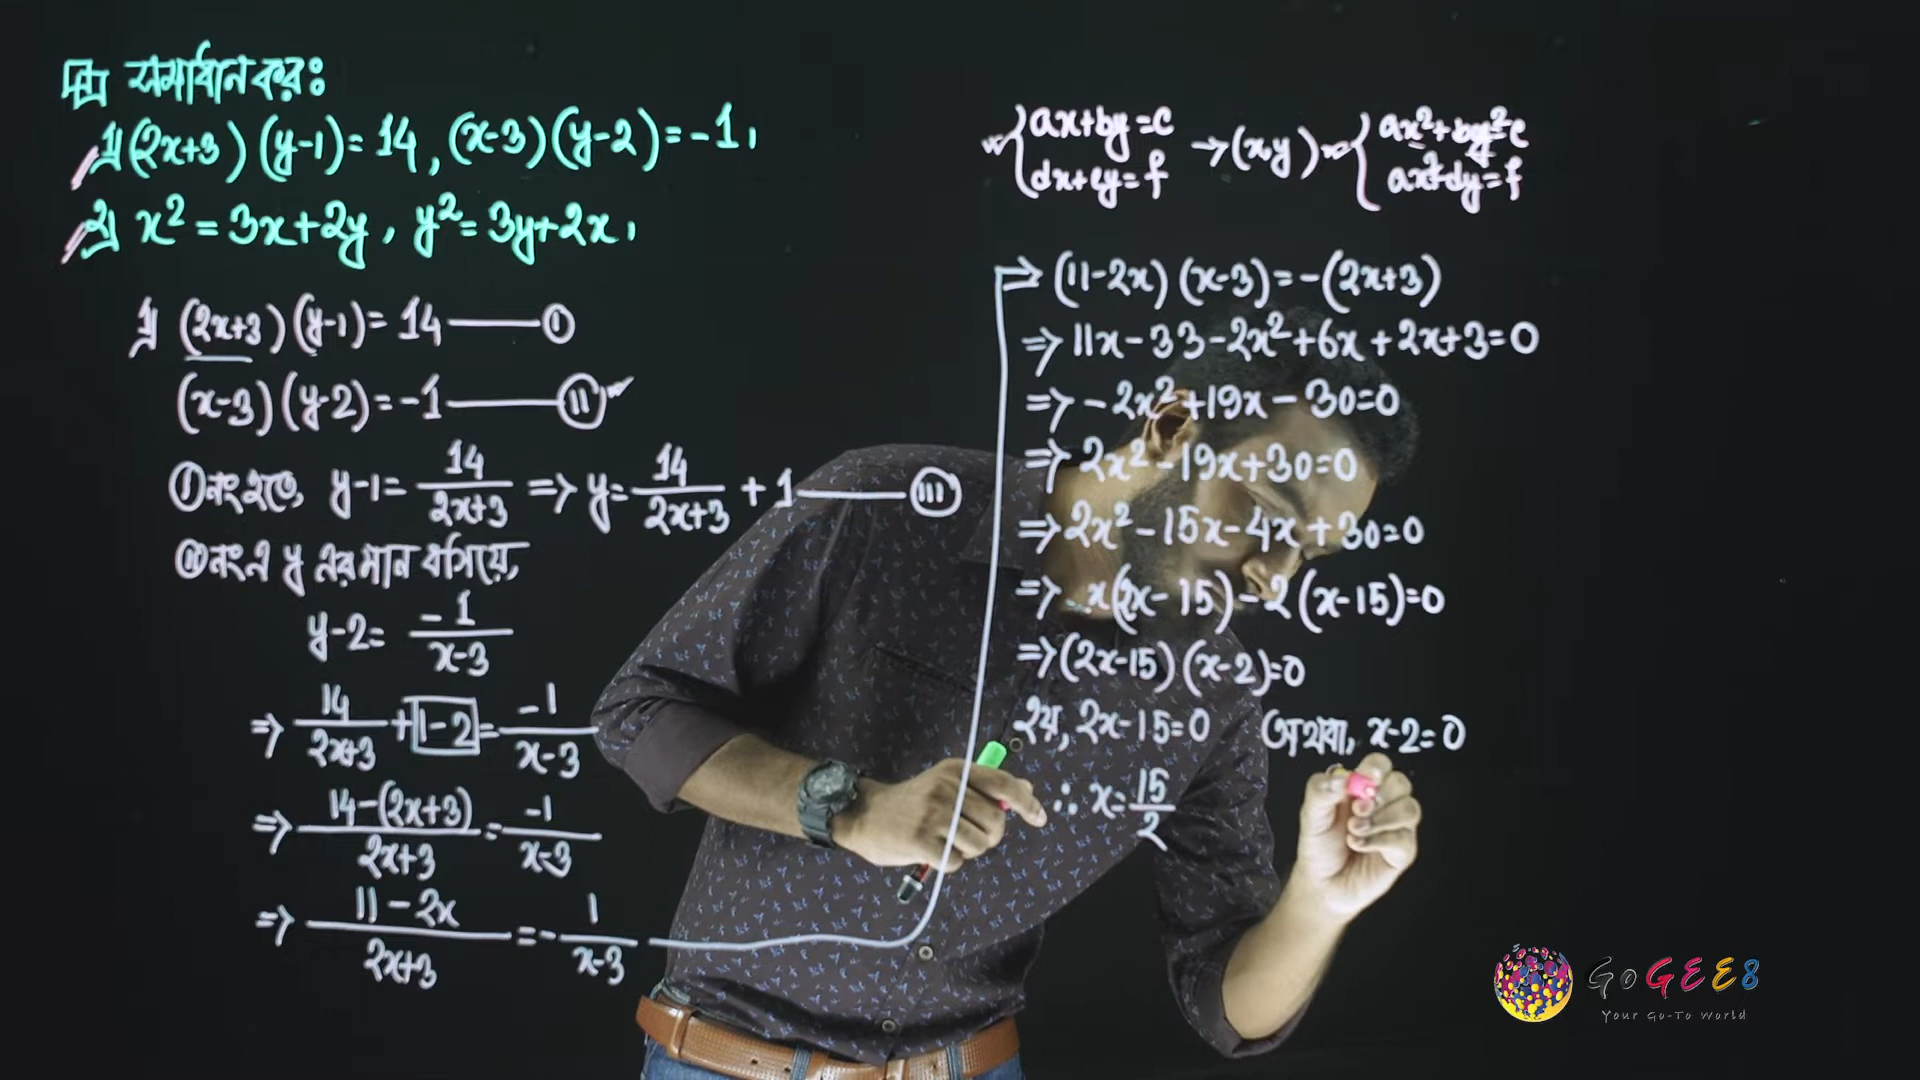 সমাধান কর:
১। (2x+3)(y-1)=14, (x-3)(y-2)=-1।
২। x²=3x+2y, y²=3y+2x।
১। (2x+3)(y-1)=14 ——— (i)
(x-3)(y-2)=-1 ——— (ii)
(i) নং হতে, y-1= 14/(2x+3) ⇒ y= 14/(2x+3) + 1 ——— (iii)
(ii) নং এ y এর মান বসিয়ে,
y-2= -1/(x-3)
⇒ 14/(2x+3) + 1-2 = -1/(x-3)
⇒ (14-(2x+3))/(2x+3) = -1/(x-3)
⇒ (11-2x)/(2x+3) = - 1/(x-3)
{ax+by=c → (x,y) {ax²+by²=c
dx+ey=f ax²+dy=f
⇒ (11-2x)(x-3)=-(2x+3)
⇒ 11x-33-2x²+6x+2x+3=0
⇒ -2x²+19x-30=0
⇒ 2x²-19x+30=0
⇒ 2x²-15x-4x+30=0
⇒ x(2x-15)-2(x-15)=0
⇒ (2x-15)(x-2)=0
হয়, 2x-15=0 অথবা, x-2=0
∴ x= 15/2
GoGEE8
Your Go-To World